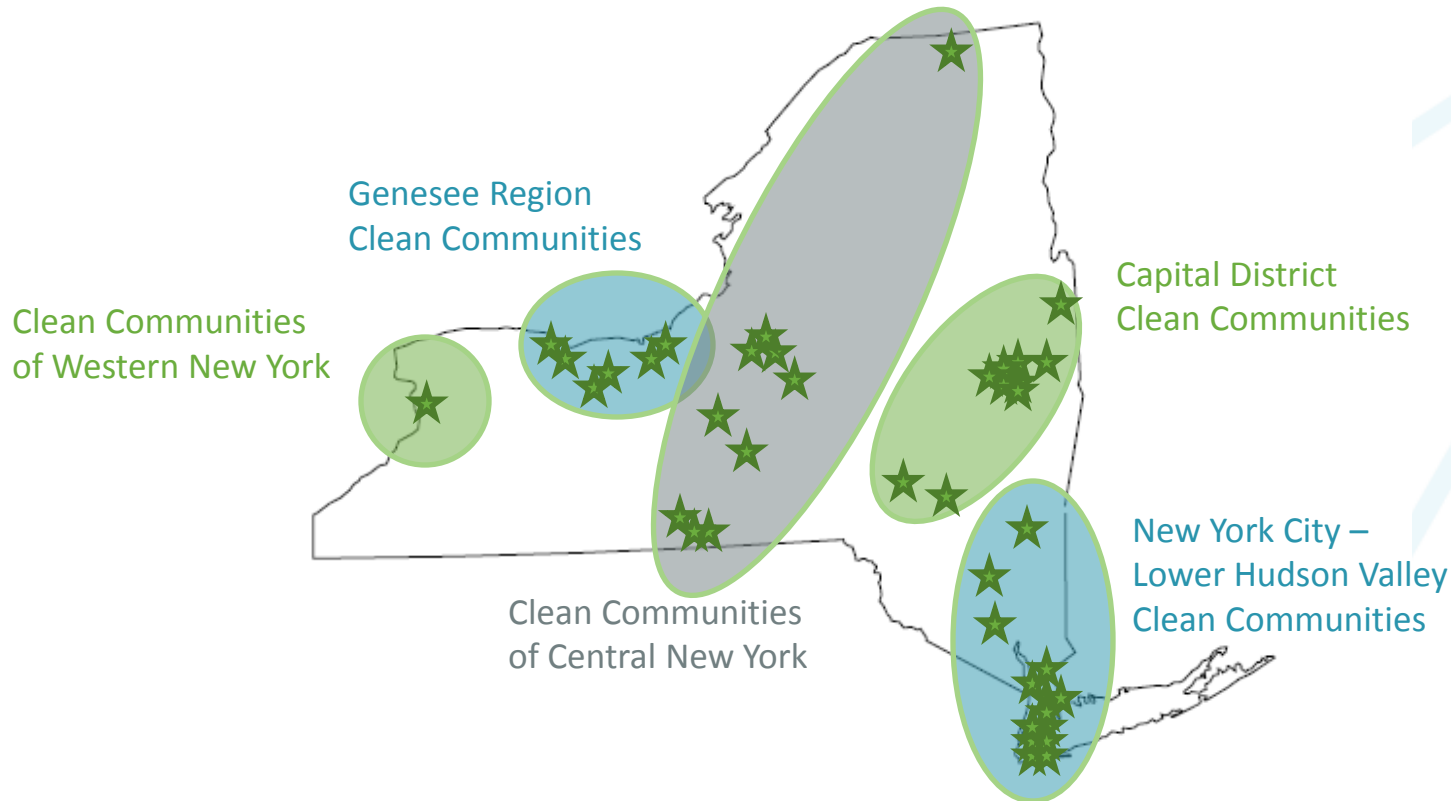 Genesee Region
Clean Communities
Clean Communities
of Western New York
Capital District
Clean Communities
New York City –
Lower Hudson Valley
Clean Communities
Clean Communities
of Central New York